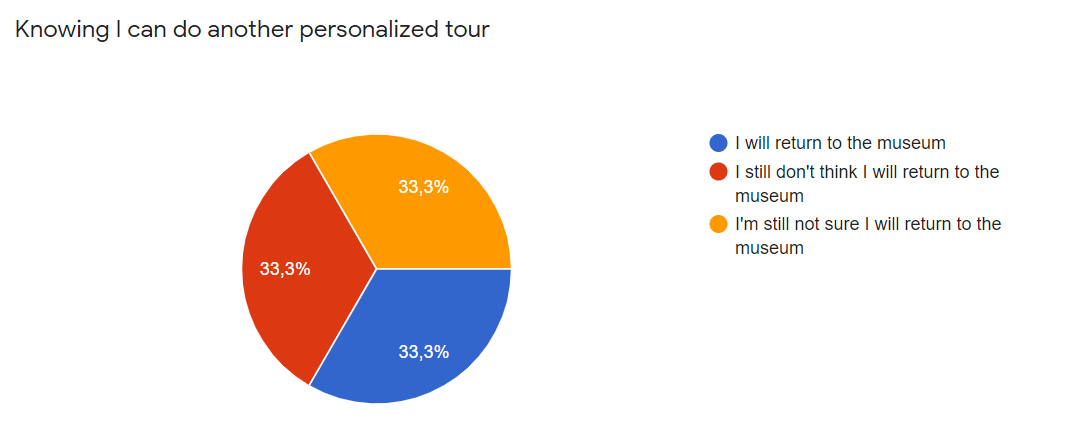 Knowing I can do another personalized tour
33,3%
33,3%
33,3%
I will return to the museum
I still don't think I will return to the
museum
I'm still not sure I will return to the
museum